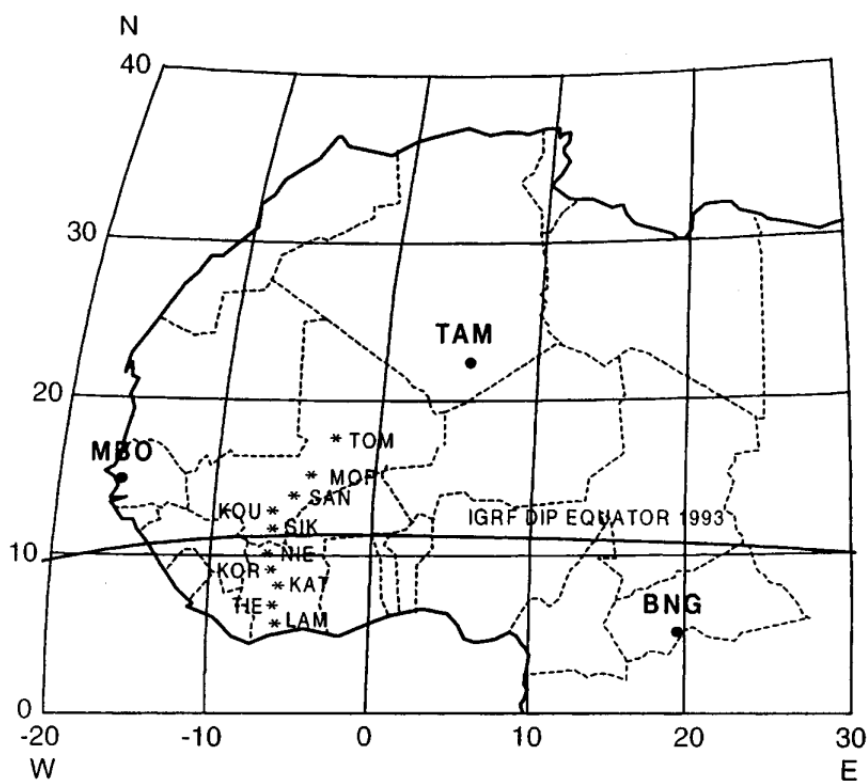 N
40
30
TAM
20
* TOM
MBO
* MOP
* SAN
KOU *
* SIK
IGRF DIP EQUATOR 1993
10
* NIE
KOR *
* KAT
BNG
TIE *
* LAM
0
-20 -10 0 10 20 30
W E